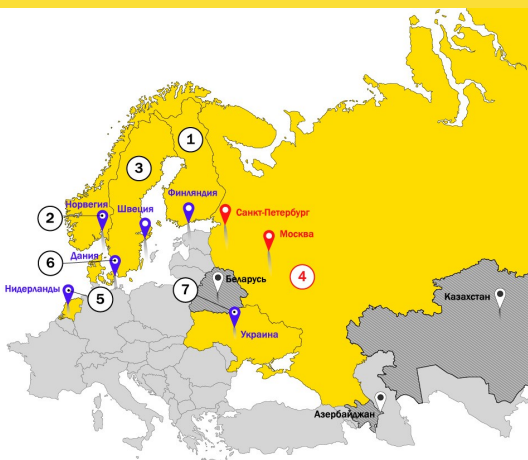 1
3
Норвегия
Швеция
Финляндия
2
Санкт-Петербург
Москва
6
Дания
4
Нидерланды
5
7
Беларусь
Казахстан
Украина
Азербайджан